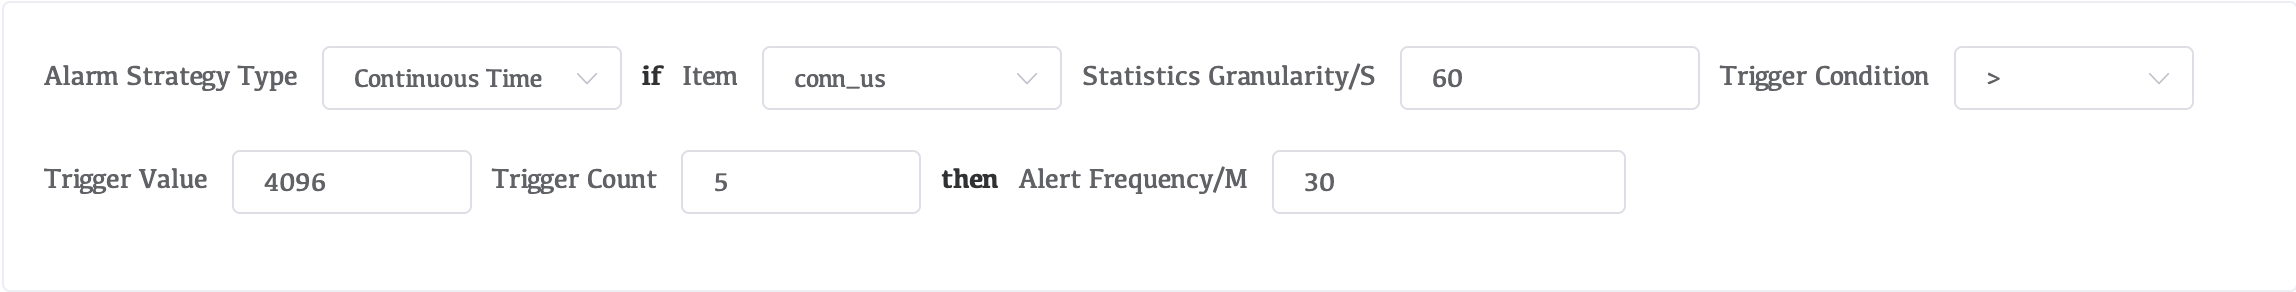 Alarm Strategy Type Continuous Time if Item conn_us Statistics Granularity/S 60 Trigger Condition >
Trigger Value 4096 Trigger Count 5 then Alert Frequency/M 30